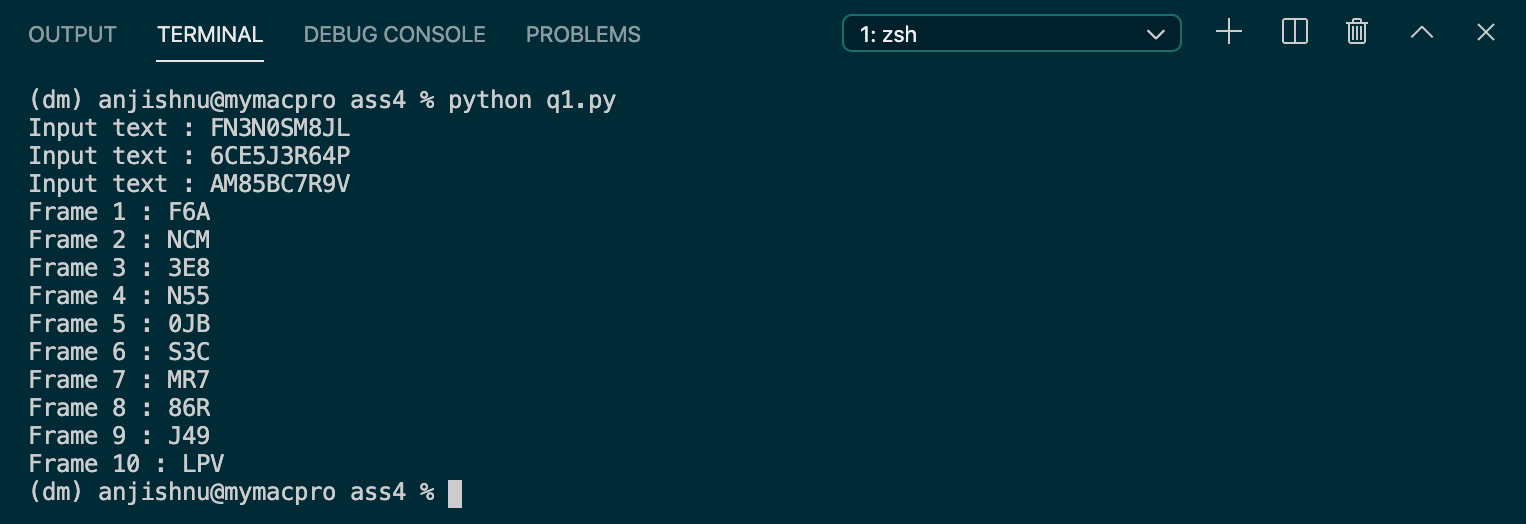 OUTPUT TERMINAL DEBUG CONSOLE PROBLEMS 1: zsh
(dm) anjishnu@mymacpro ass4 % python q1.py
Input text : FN3N0SM8JL
Input text : 6CE5J3R64P
Input text : AM85BC7R9V
Frame 1 : F6A
Frame 2 : NCM
Frame 3 : 3E8
Frame 4 : N55
Frame 5 : 0JB
Frame 6 : S3C
Frame 7 : MR7
Frame 8 : 86R
Frame 9 : J49
Frame 10 : LPV
(dm) anjishnu@mymacpro ass4 %